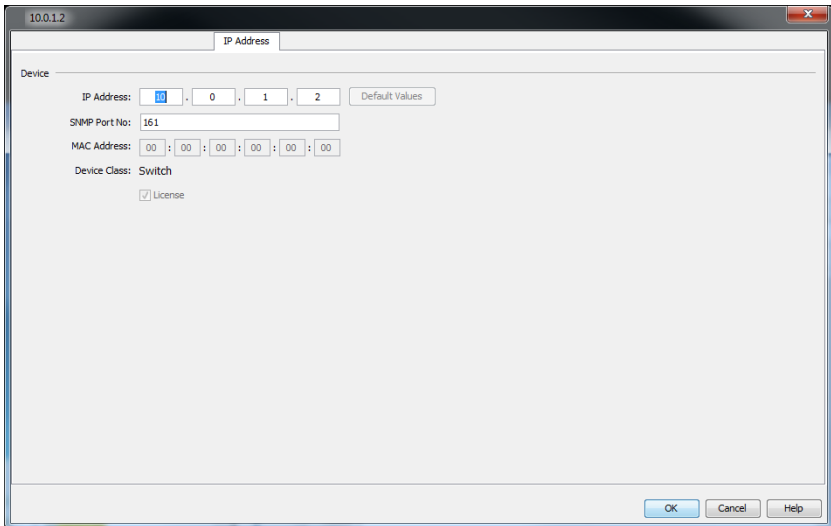 10.0.1.2
x
IP Address
Device
IP Address: 10 . 0 . 1 . 2 Default Values
SNMP Port No: 161
MAC Address: 00 : 00 : 00 : 00 : 00 : 00
Device Class: Switch
License
OK Cancel Help